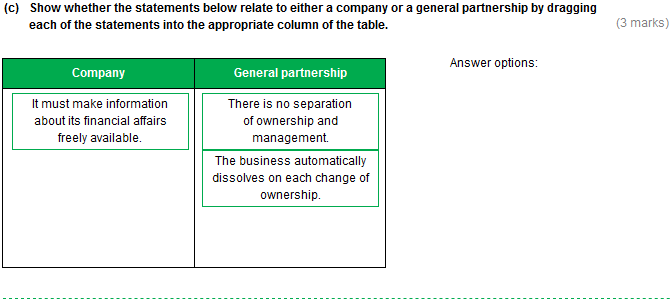 (c) Show whether the statements below relate to either a company or a general partnership by dragging
each of the statements into the appropriate column of the table.
(3 marks)
Answer options:
Company
General partnership
It must make information
about its financial affairs
freely available.
There is no separation
of ownership and
management.
The business automatically
dissolves on each change of
ownership.